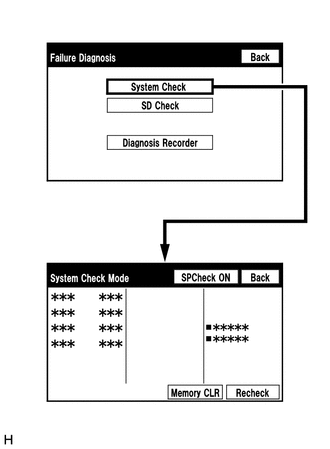 Failure Diagnosis Back
System Check
SD Check
Diagnosis Recorder
System Check Mode SPCheck ON Back
*** ***
*** ***
*** ***
*** ***
■*****
■*****
Memory CLR Recheck
H